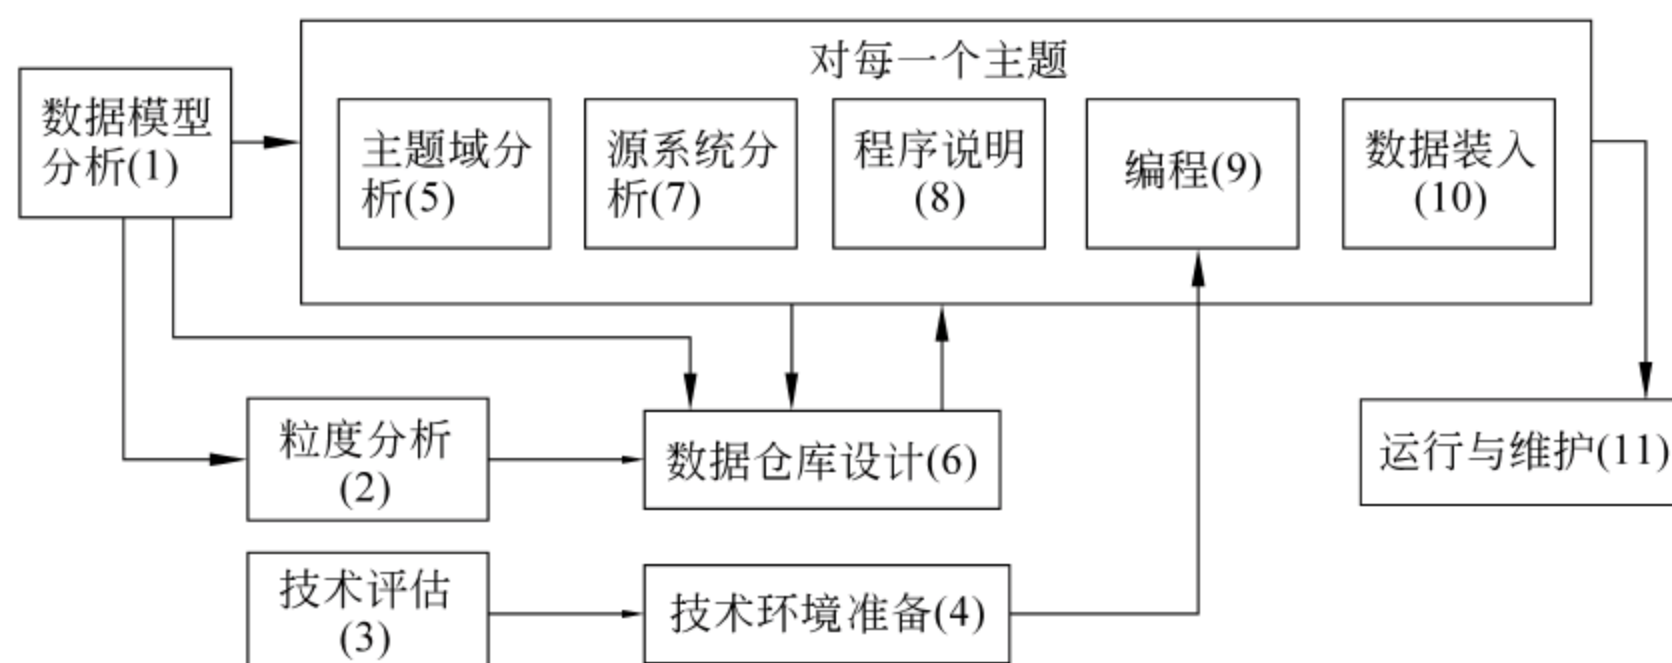 对每一个主题
数据模型
分析(1)
主题域分
析(5)
源系统分
析(7)
程序说明
(8)
编程(9)
数据装入
(10)
粒度分析
(2)
数据仓库设计(6)
运行与维护(11)
技术评估
(3)
技术环境准备(4)